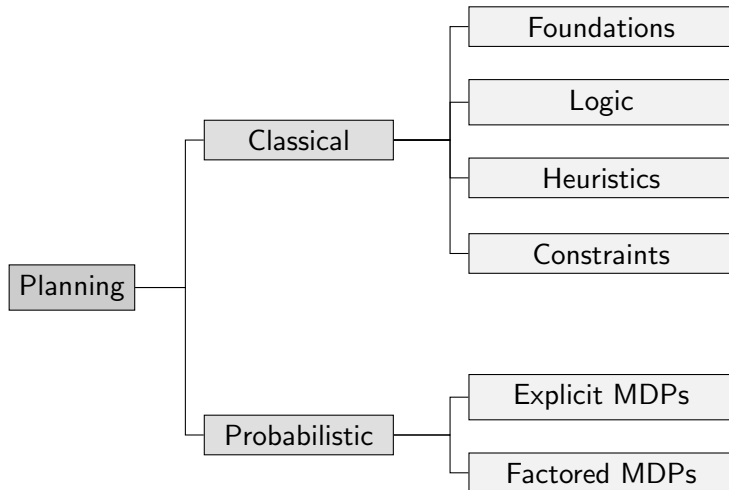 Planning
Classical
Foundations
Logic
Heuristics
Constraints
Probabilistic
Explicit MDPs
Factored MDPs